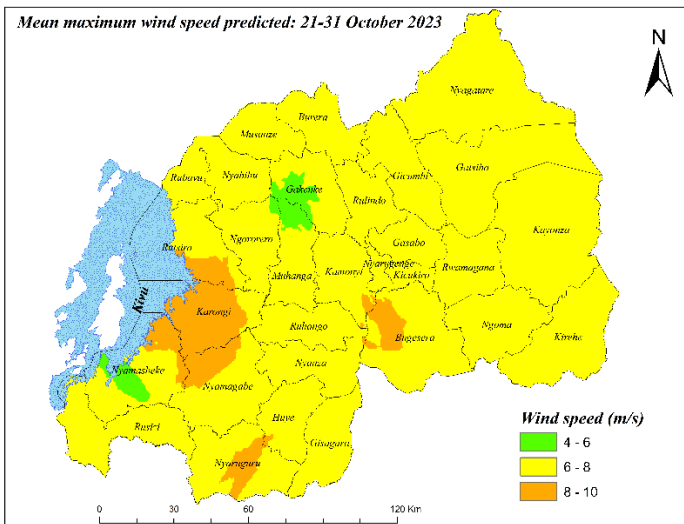 Mean maximum wind speed predicted: 21-31 October 2023
N
Nyagatare
Burera
Musanze
Gatsibo
Rubavu
Nyabihu
Gakenke
Gicumbi
Rulindo
Kayonza
Rutsiro
Ngororero
Gasabo
Muhanga
Kamonyi
Nyarugenge
Kicukiro
Rwamagana
Kivu
Karongi
Ruhango
Bugesera
Ngoma
Kirehe
Nyamasheke
Nyamagabe
Nyanza
Rusizi
Huye
Gisagara
Nyaruguru
Wind speed (m/s)
4 - 6
6 - 8
8 - 10
0 30 60 120 Km